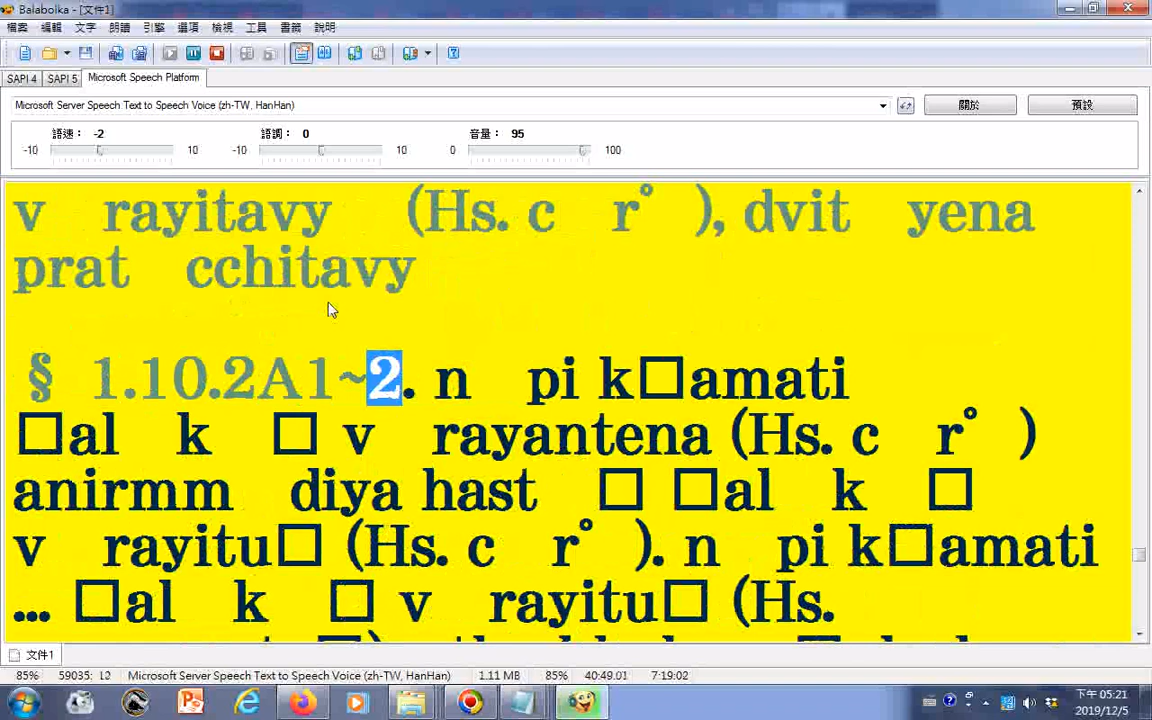 Balabolka - [文件1]
檔案 編輯 文字 朗讀 引擎 選項 檢視 工具 書籤 說明
SAPI 4 SAPI 5 Microsoft Speech Platform
Microsoft Server Speech Text to Speech Voice (zh-TW, HanHan) 關於 預設
語速： -2 語調： 0 音量： 95
-10 10 -10 10 0 100
v rayitavy (Hs. c r° ), dvit yena
prat cchitavy
§ 1.10.2A1~2. n pi k□amati
□al k □ v rayantena (Hs. c r° )
anirmm diya hast □ □al k □
v rayitu□ (Hs. c r° ). n pi k□amati
... □al k □ v rayitu□ (Hs.
文件1
85% 59035: 12 Microsoft Server Speech Text to Speech Voice (zh-TW, HanHan) 1.11 MB 85% 40:49.01 7:19:02
下午 05:21
2019/12/5